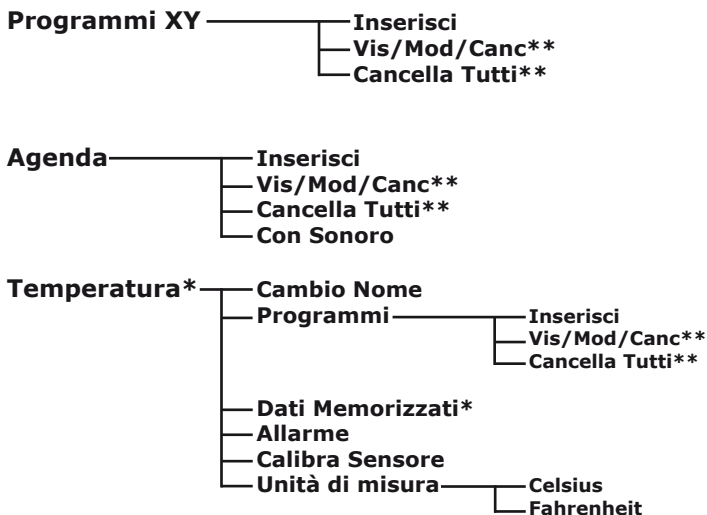 Programmi XY Inserisci
Vis/Mod/Canc**
Cancella Tutti**
Agenda Inserisci
Vis/Mod/Canc**
Cancella Tutti**
Con Sonoro
Temperatura* Cambio Nome
Programmi Inserisci
Vis/Mod/Canc**
Cancella Tutti**
Dati Memorizzati*
Allarme
Calibra Sensore
Unità di misura Celsius
Fahrenheit